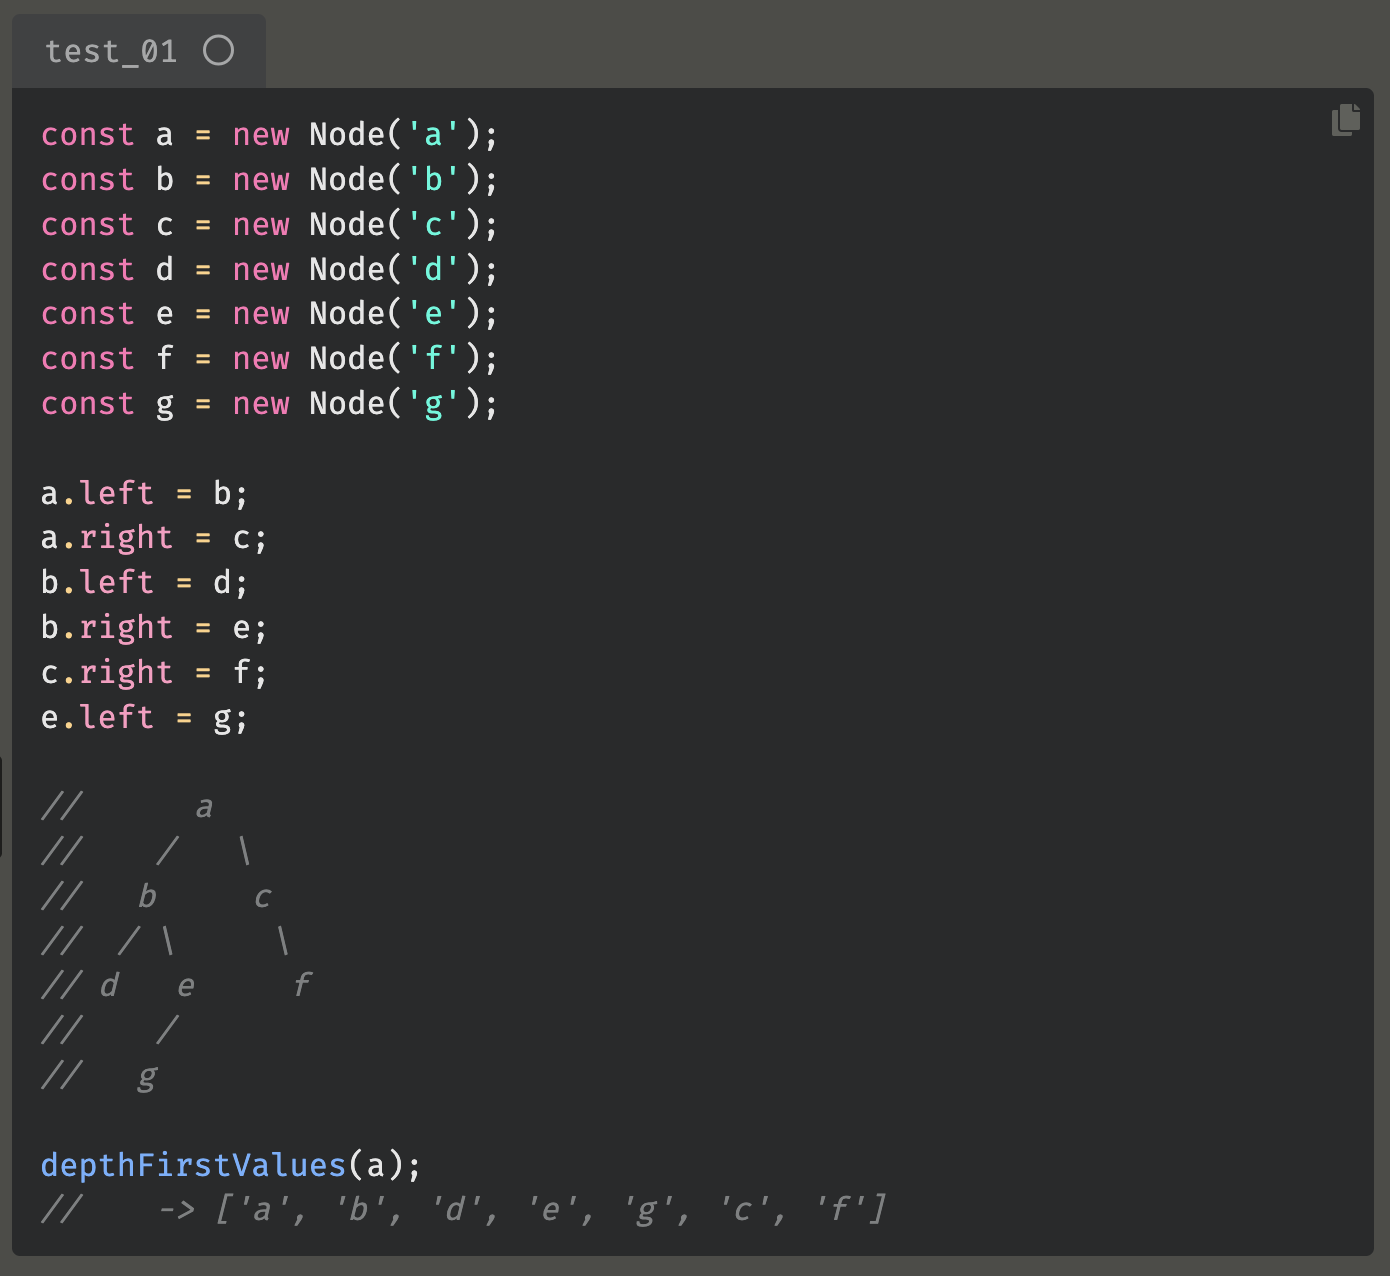 test_01
const a = new Node('a');
const b = new Node('b');
const c = new Node('c');
const d = new Node('d');
const e = new Node('e');
const f = new Node('f');
const g = new Node('g');

a.left = b;
a.right = c;
b.left = d;
b.right = e;
c.right = f;
e.left = g;

//      a
//    /   \
//   b     c
//  / \     \
// d   e     f
//    /
//   g

depthFirstValues(a);
//    -> ['a', 'b', 'd', 'e', 'g', 'c', 'f']